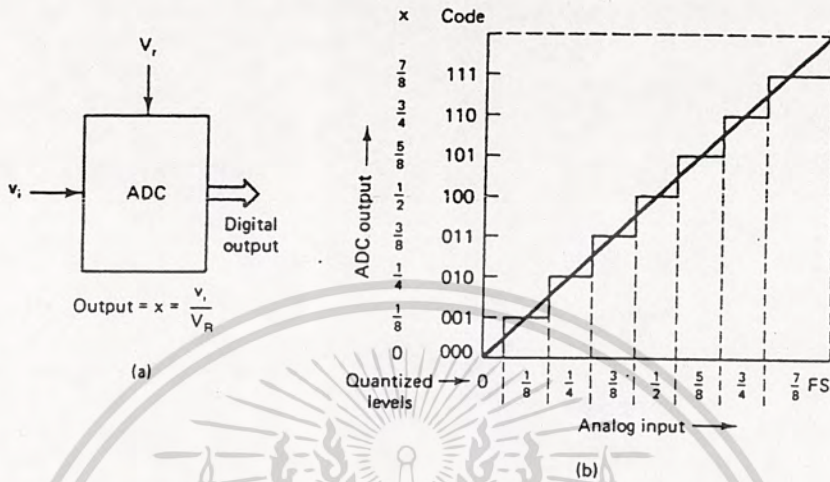 V_r
v_i
ADC
Digital
output
Output = x = v_i / V_R
(a)
x Code
7/8 111
3/4 110
5/8 101
1/2 100
3/8 011
1/4 010
1/8 001
0 000
ADC output
Quantized levels 0 1/8 1/4 3/8 1/2 5/8 3/4 7/8 FS
Analog input
(b)